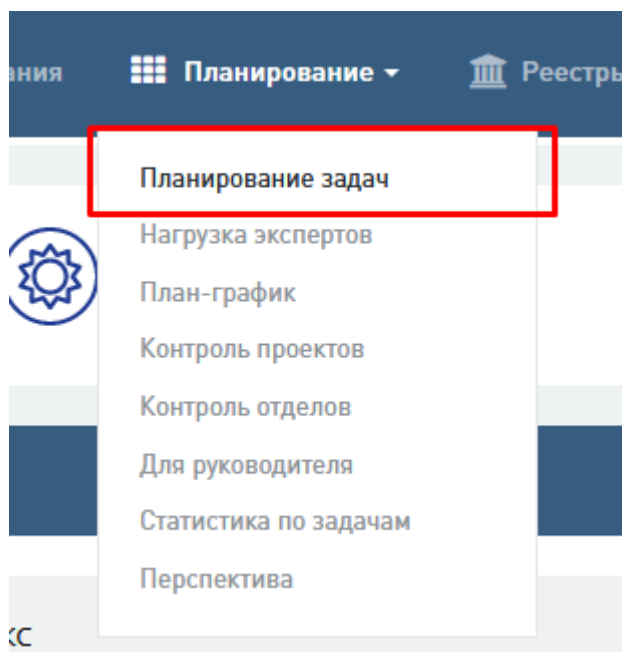 ания Планирование Реестры
Планирование задач
Нагрузка экспертов
План-график
Контроль проектов
Контроль отделов
Для руководителя
Статистика по задачам
Перспектива
кс